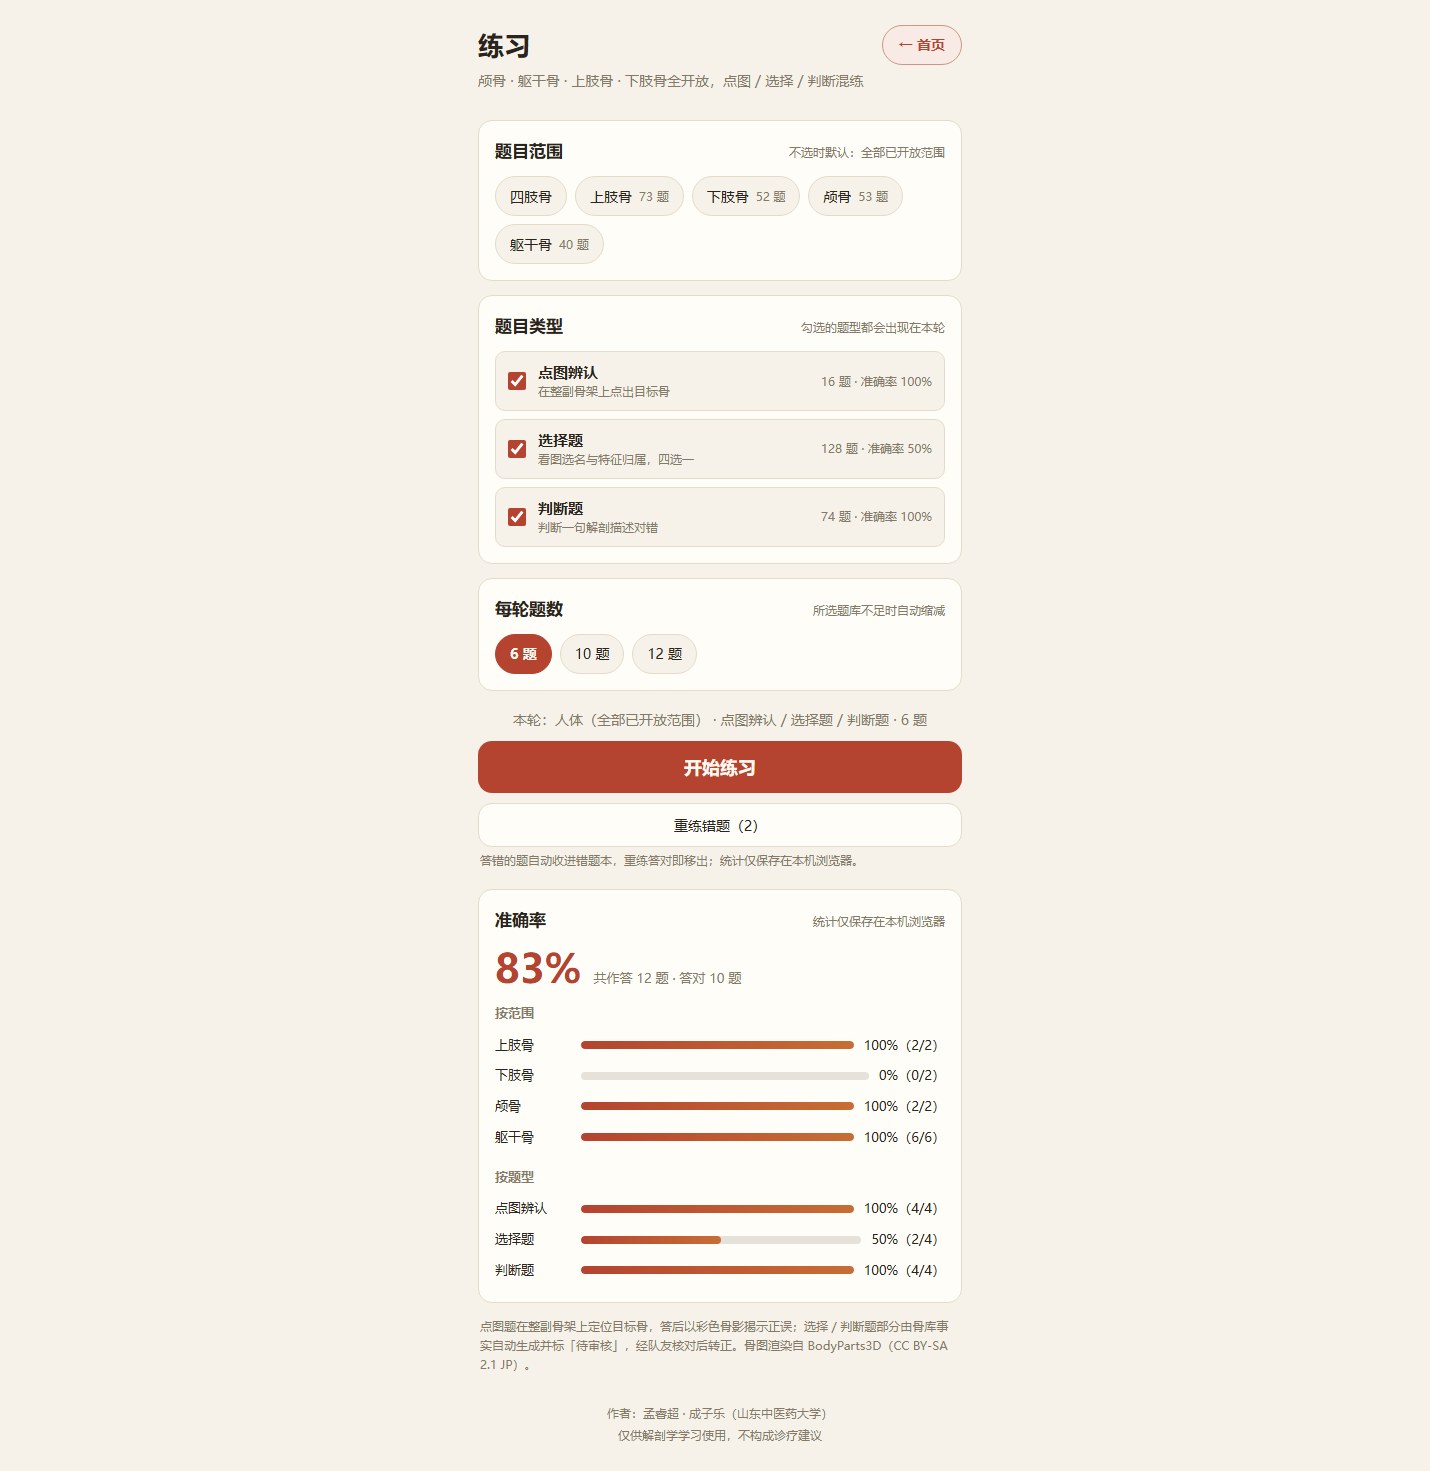 练习
← 首页
颅骨 · 躯干骨 · 上肢骨 · 下肢骨全开放，点图 / 选择 / 判断混练
题目范围
不选时默认：全部已开放范围
四肢骨
上肢骨 73 题
下肢骨 52 题
颅骨 53 题
躯干骨 40 题
题目类型
勾选的题型都会出现在本轮
点图辨认
在整副骨架上点出目标骨
16 题 · 准确率 100%
选择题
看图选名与特征归属，四选一
128 题 · 准确率 50%
判断题
判断一句解剖描述对错
74 题 · 准确率 100%
每轮题数
所选题库不足时自动缩减
6 题
10 题
12 题
本轮：人体（全部已开放范围） · 点图辨认 / 选择题 / 判断题 · 6 题
开始练习
重练错题（2）
答错的题自动收进错题本，重练答对即移出；统计仅保存在本机浏览器。
准确率
统计仅保存在本机浏览器
83%
共作答 12 题 · 答对 10 题
按范围
上肢骨 100%（2/2）
下肢骨 0%（0/2）
颅骨 100%（2/2）
躯干骨 100%（6/6）
按题型
点图辨认 100%（4/4）
选择题 50%（2/4）
判断题 100%（4/4）
点图题在整副骨架上定位目标骨，答后以彩色骨影揭示正误；选择 / 判断题部分由骨库事
实自动生成并标「待审核」，经队友核对后转正。骨图渲染自 BodyParts3D（CC BY-SA
2.1 JP）。
作者：孟睿超 · 成子乐（山东中医药大学）
仅供解剖学学习使用，不构成诊疗建议